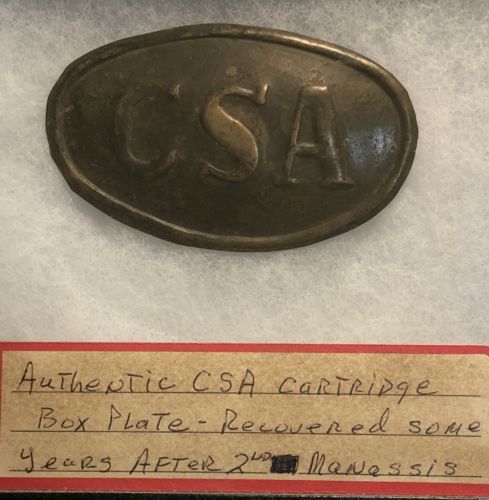 CSA
Authentic CSA Cartridge
Box Plate - Recovered some
years After 2ND Manassis